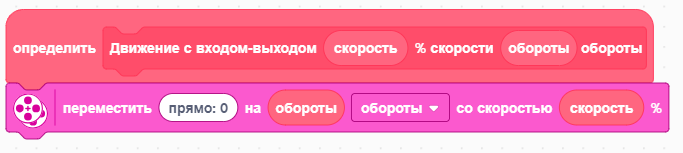 определить Движение с входом-выходом скорость % скорости обороты обороты
переместить прямо: 0 на обороты обороты со скоростью скорость %